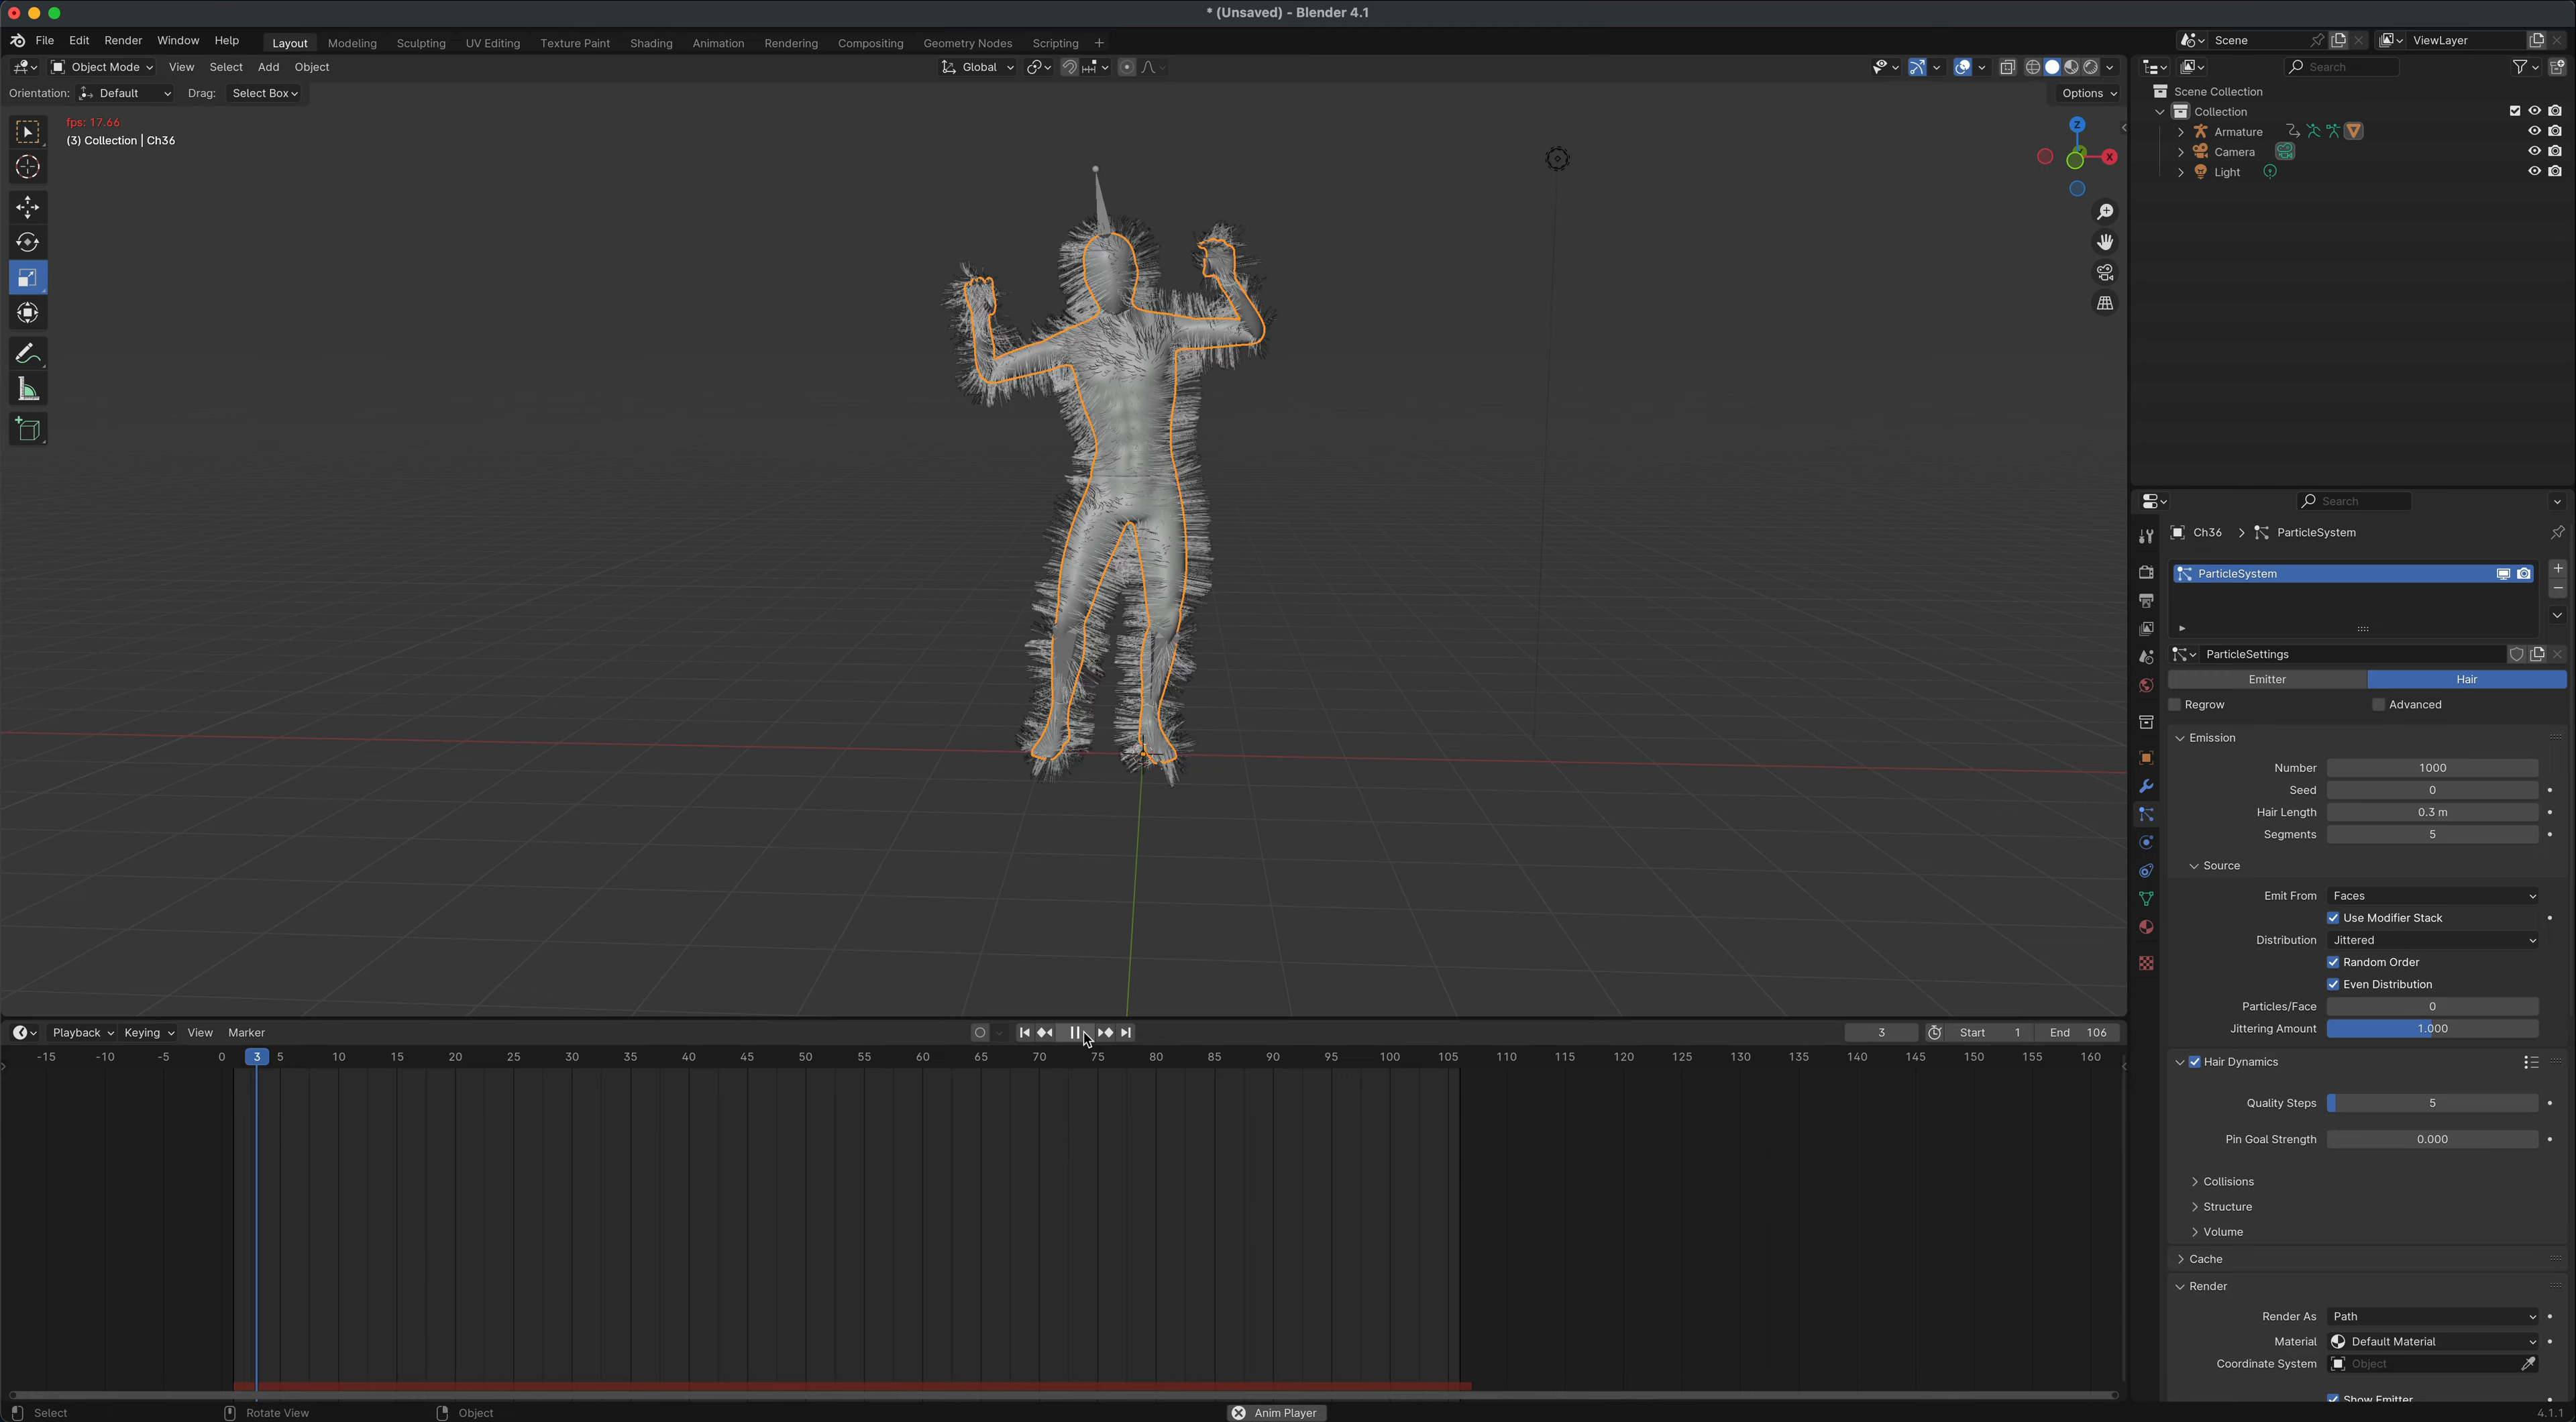 * (Unsaved) - Blender 4.1
File Edit Render Window Help Layout Modeling Sculpting UV Editing Texture Paint Shading Animation Rendering Compositing Geometry Nodes Scripting + Scene ViewLayer
Object Mode View Select Add Object Global Search
Orientation: Default Drag: Select Box Options
Scene Collection
Collection
fps: 17.66
(3) Collection | Ch36
Armature
Camera
Light
Z
X
Search
Ch36 > ParticleSystem
ParticleSystem
ParticleSettings
Emitter Hair
Regrow Advanced
Emission
Number 1000
Seed 0
Hair Length 0.3 m
Segments 5
Source
Emit From Faces
Use Modifier Stack
Distribution Jittered
Random Order
Even Distribution
Particles/Face 0
Jittering Amount 1.000
Hair Dynamics
Quality Steps 5
Pin Goal Strength 0.000
Collisions
Structure
Volume
Cache
Render
Render As Path
Material Default Material
Coordinate System Object
Show Emitter
Playback Keying View Marker 3 Start 1 End 106
-15 -10 -5 0 3 5 10 15 20 25 30 35 40 45 50 55 60 65 70 75 80 85 90 95 100 105 110 115 120 125 130 135 140 145 150 155 160
Select Rotate View Object Anim Player 4.1.1